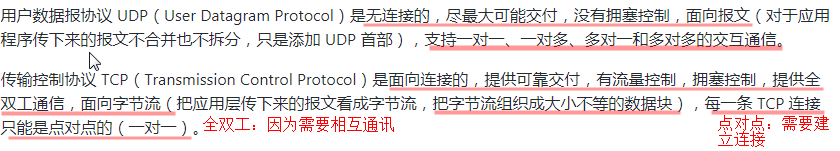 用户数据报协议 UDP（User Datagram Protocol）是无连接的，尽最大可能交付，没有拥塞控制，面向报文（对于应
程序传下来的报文不合并也不拆分，只是添加 UDP 首部），支持一对一、一对多、多对一和多对多的交互通信。
传输控制协议 TCP（Transmission Control Protocol）是面向连接的，提供可靠交付，有流量控制，拥塞控制，提供全
双工通信，面向字节流（把应用层传下来的报文看成字节流，把字节流组织成大小不等的数据块），每一条 TCP 连接
只能是点对点的（一对一）。全双工：因为需要相互通讯
点对点：需要建
立连接